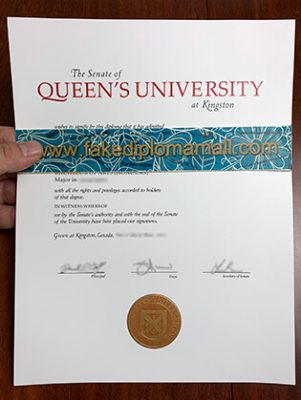 The Senate of
QUEEN'S UNIVERSITY
at Kingston
wishes to signify by this diploma that it has admitted
www.fakediplomamall.com
Major in
with all the rights and privileges accorded to holders
of that degree.
IN WITNESS WHEREOF
we by the Senate's authority and with the seal of the Senate
of the University have here placed our signatures.
Given at Kingston, Canada,
Principal
Dean
Secretary of Senate